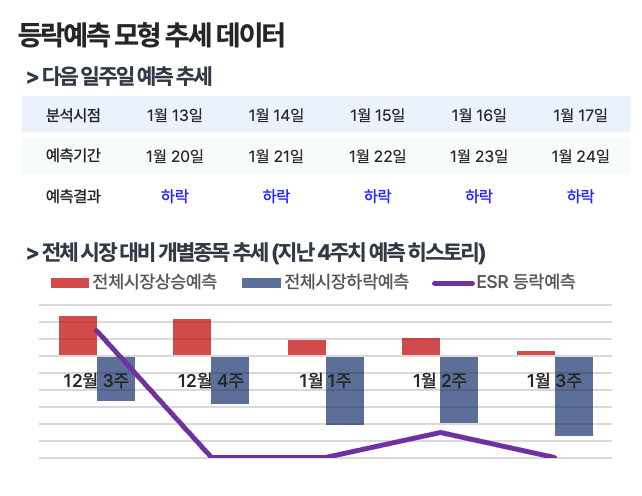 등락예측 모형 추세 데이터
> 다음 일주일 예측 추세
분석시점 1월 13일 1월 14일 1월 15일 1월 16일 1월 17일
예측기간 1월 20일 1월 21일 1월 22일 1월 23일 1월 24일
예측결과 하락 하락 하락 하락 하락
> 전체 시장 대비 개별종목 추세 (지난 4주치 예측 히스토리)
전체시장상승예측 전체시장하락예측 ESR 등락예측
12월 3주 12월 4주 1월 1주 1월 2주 1월 3주